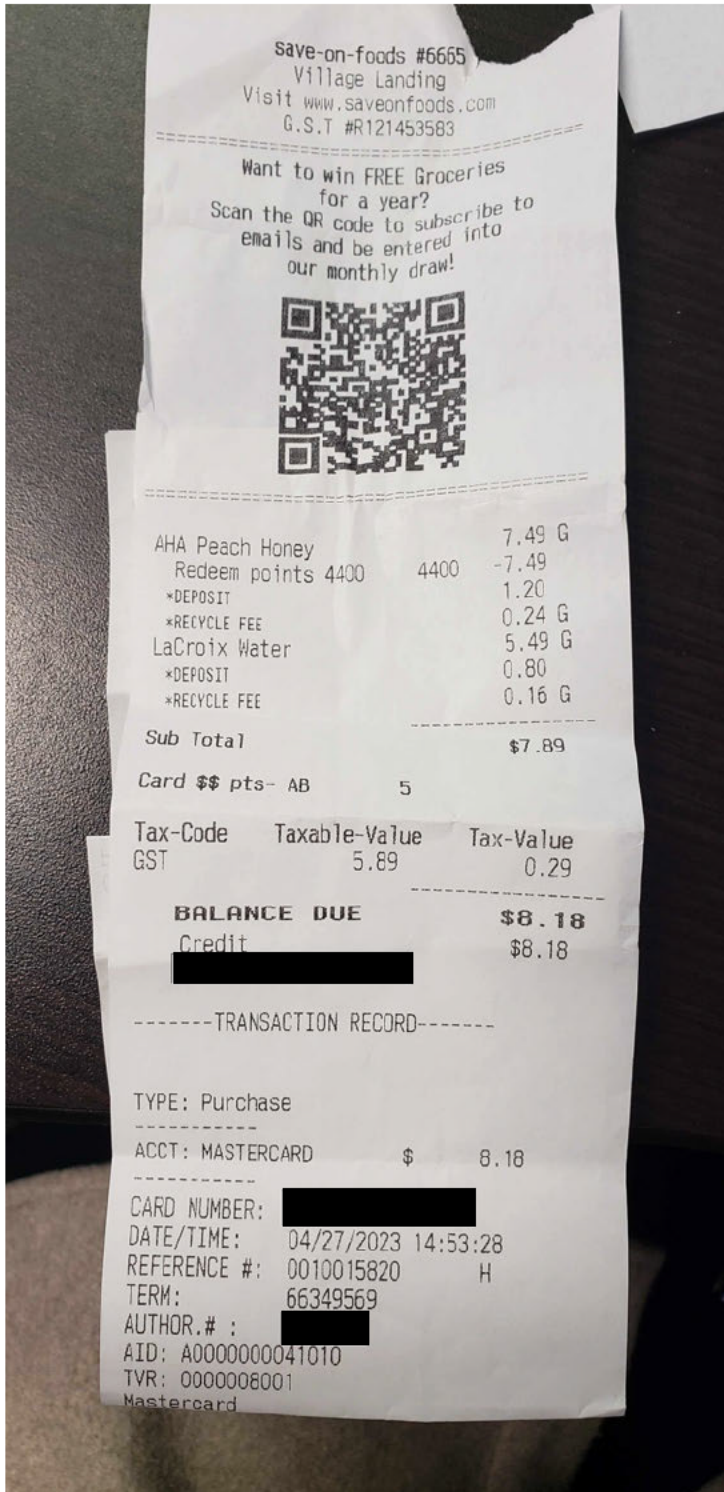 save-on-foods #6665
Village Landing
Visit www.saveonfoods.com
G.S.T #R121453583
==========================================
Want to win FREE Groceries
for a year?
Scan the QR code to subscribe to
emails and be entered into
our monthly draw!
==========================================
AHA Peach Honey 7.49 G
Redeem points 4400 4400 -7.49
*DEPOSIT 1.20
*RECYCLE FEE 0.24 G
LaCroix Water 5.49 G
*DEPOSIT 0.80
*RECYCLE FEE 0.16 G
Sub Total $7.89
Card $$ pts- AB 5
Tax-Code Taxable-Value Tax-Value
GST 5.89 0.29
BALANCE DUE $8.18
Credit $8.18
-------TRANSACTION RECORD-------
TYPE: Purchase
-----------
ACCT: MASTERCARD $ 8.18
-----------
CARD NUMBER:
DATE/TIME: 04/27/2023 14:53:28
REFERENCE #: 0010015820 H
TERM: 66349569
AUTHOR.# :
AID: A0000000041010
TVR: 0000008001
Mastercard